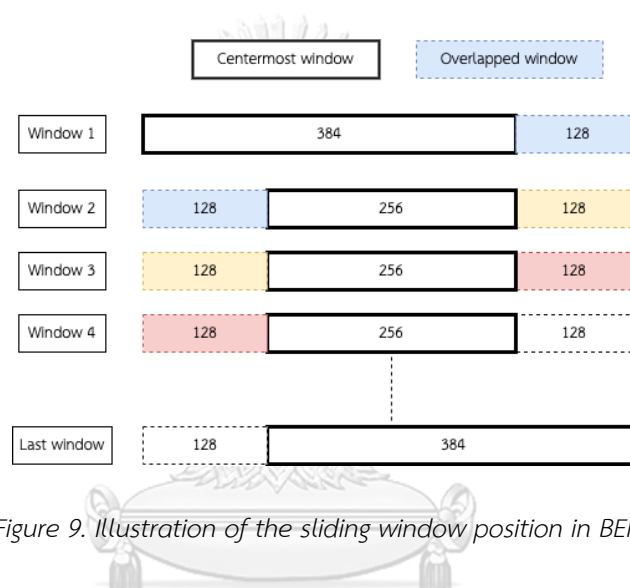 Centermost window Overlapped window
Window 1 384 128
Window 2 128 256 128
Window 3 128 256 128
Window 4 128 256 128
Last window 128 384
Figure 9. Illustration of the sliding window position in BE